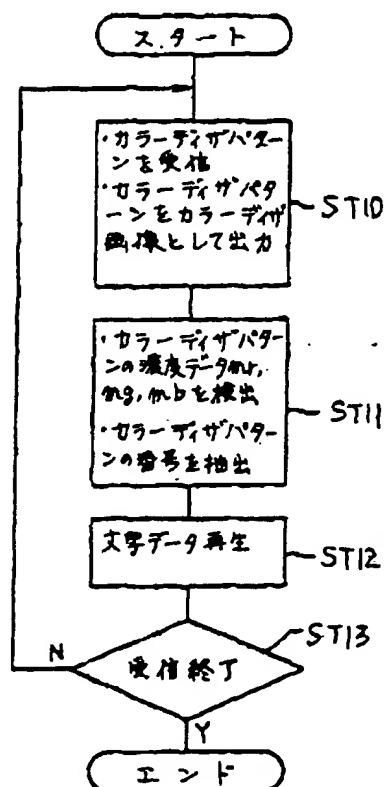 スタート
・カラーディザパター
ンを受信
・カラーディザパタ
ーンをカラーディザ
画像として出力
ST10
・カラーディザパター
ンの濃度データmr,
mg,mbを検出
・カラーディザパタ
ーンの番号を抽出
ST11
文字データ再生
ST12
受信終了
ST13
N
Y
エンド